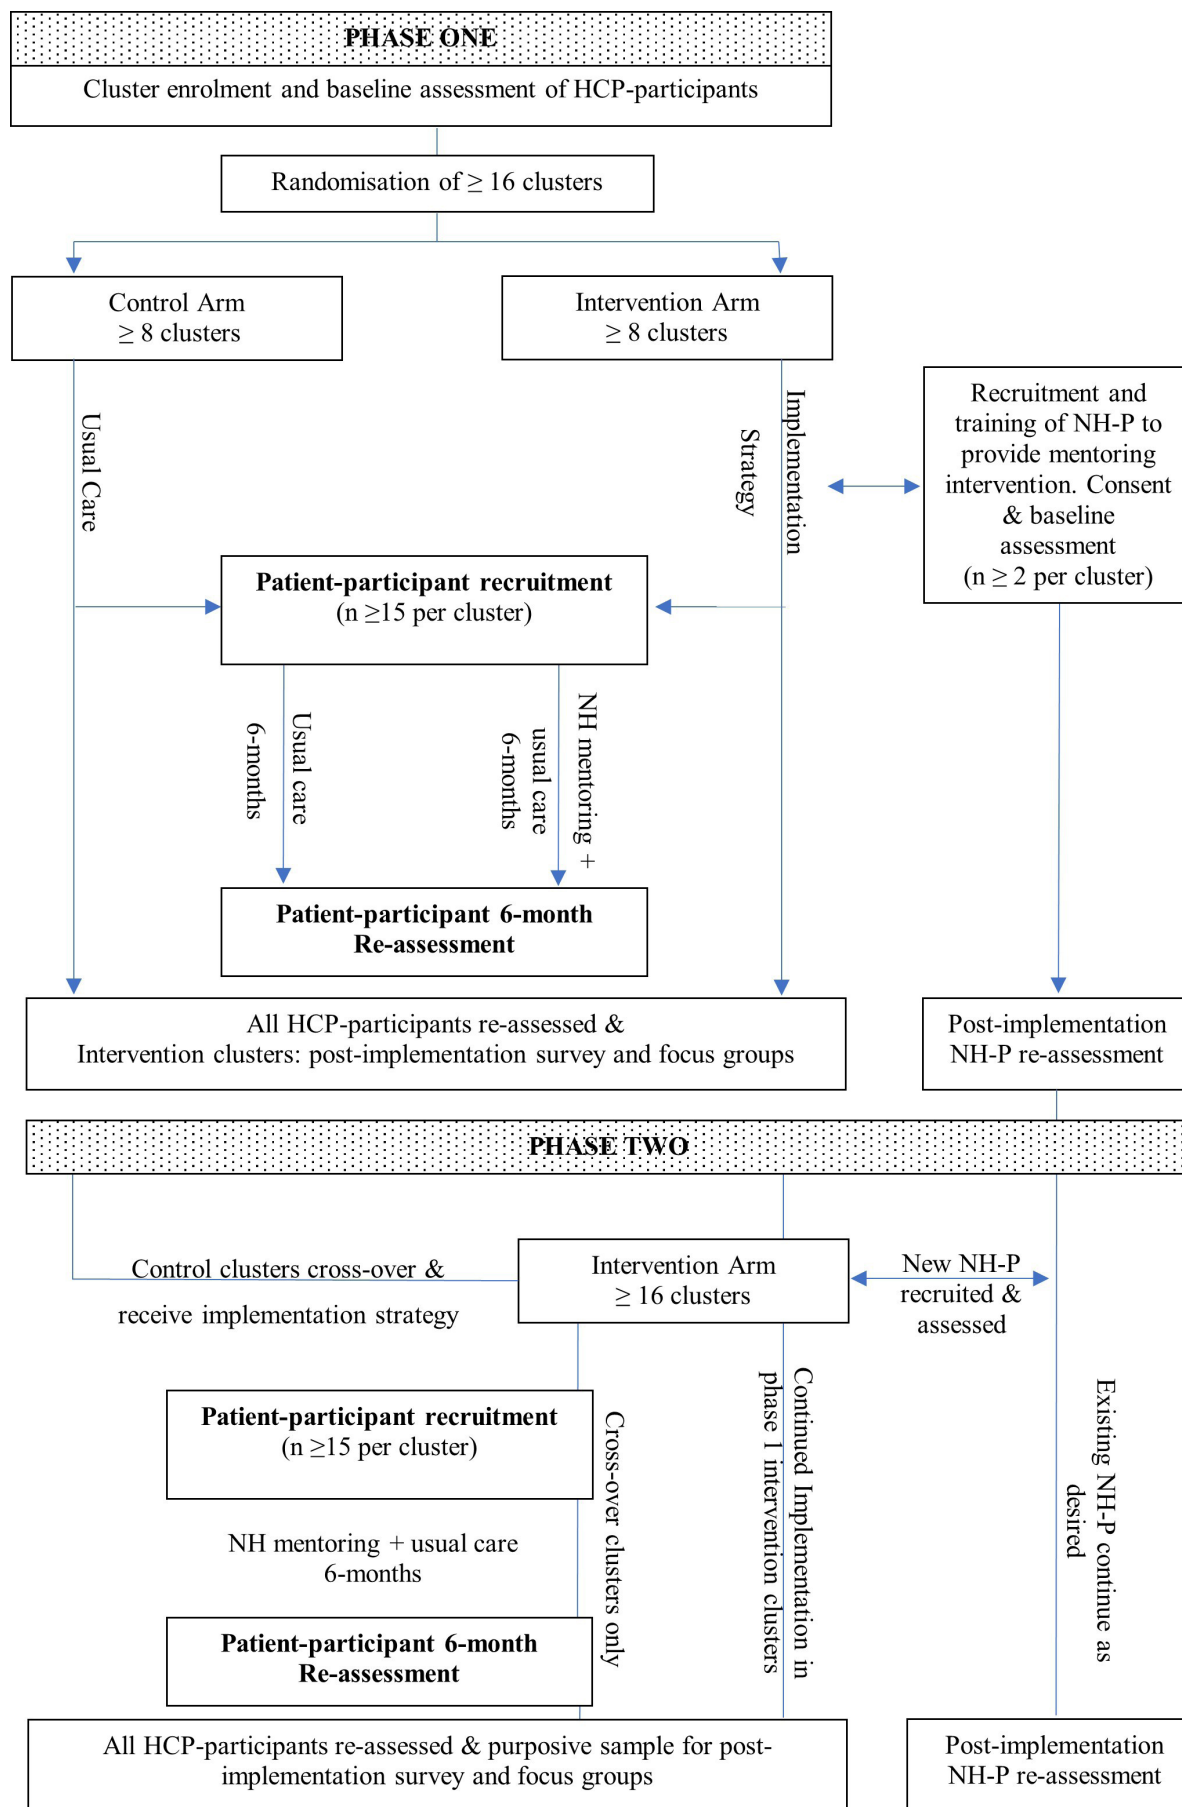 PHASE ONE
Cluster enrolment and baseline assessment of HCP-participants
Randomisation of ≥ 16 clusters
Control Arm
≥ 8 clusters
Intervention Arm
≥ 8 clusters
Usual Care
Implementation
Strategy
Recruitment and
training of NH-P to
provide mentoring
intervention. Consent
& baseline
assessment
(n ≥ 2 per cluster)
Patient-participant recruitment
(n ≥15 per cluster)
Usual care
6-months
NH mentoring +
usual care
6-months
Patient-participant 6-month
Re-assessment
All HCP-participants re-assessed &
Intervention clusters: post-implementation survey and focus groups
Post-implementation
NH-P re-assessment
PHASE TWO
Control clusters cross-over &
receive implementation strategy
Intervention Arm
≥ 16 clusters
New NH-P
recruited &
assessed
Patient-participant recruitment
(n ≥15 per cluster)
NH mentoring + usual care
6-months
Patient-participant 6-month
Re-assessment
Cross-over clusters only
Continued Implementation in
phase 1 intervention clusters
Existing NH-P continue as
desired
All HCP-participants re-assessed & purposive sample for post-
implementation survey and focus groups
Post-implementation
NH-P re-assessment